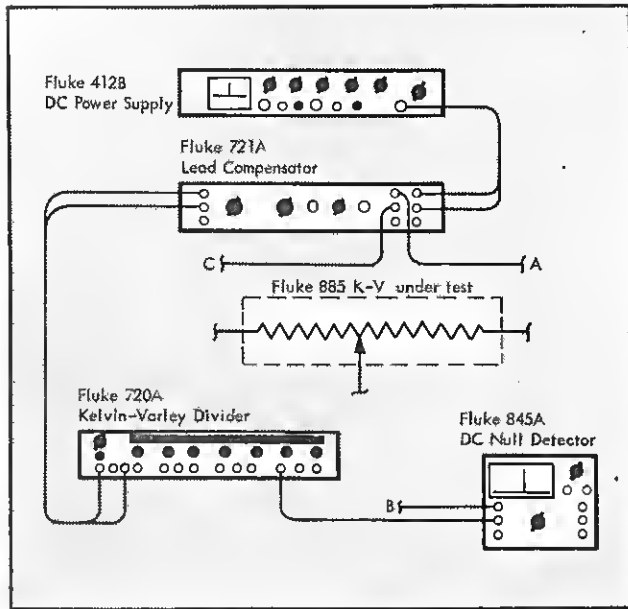 Fluke 412B
DC Power Supply
Fluke 721A
Lead Compensator
C
A
Fluke 885 K-V under test
Fluke 720A
Kelvin-Varley Divider
Fluke 845A
DC Null Detector
B